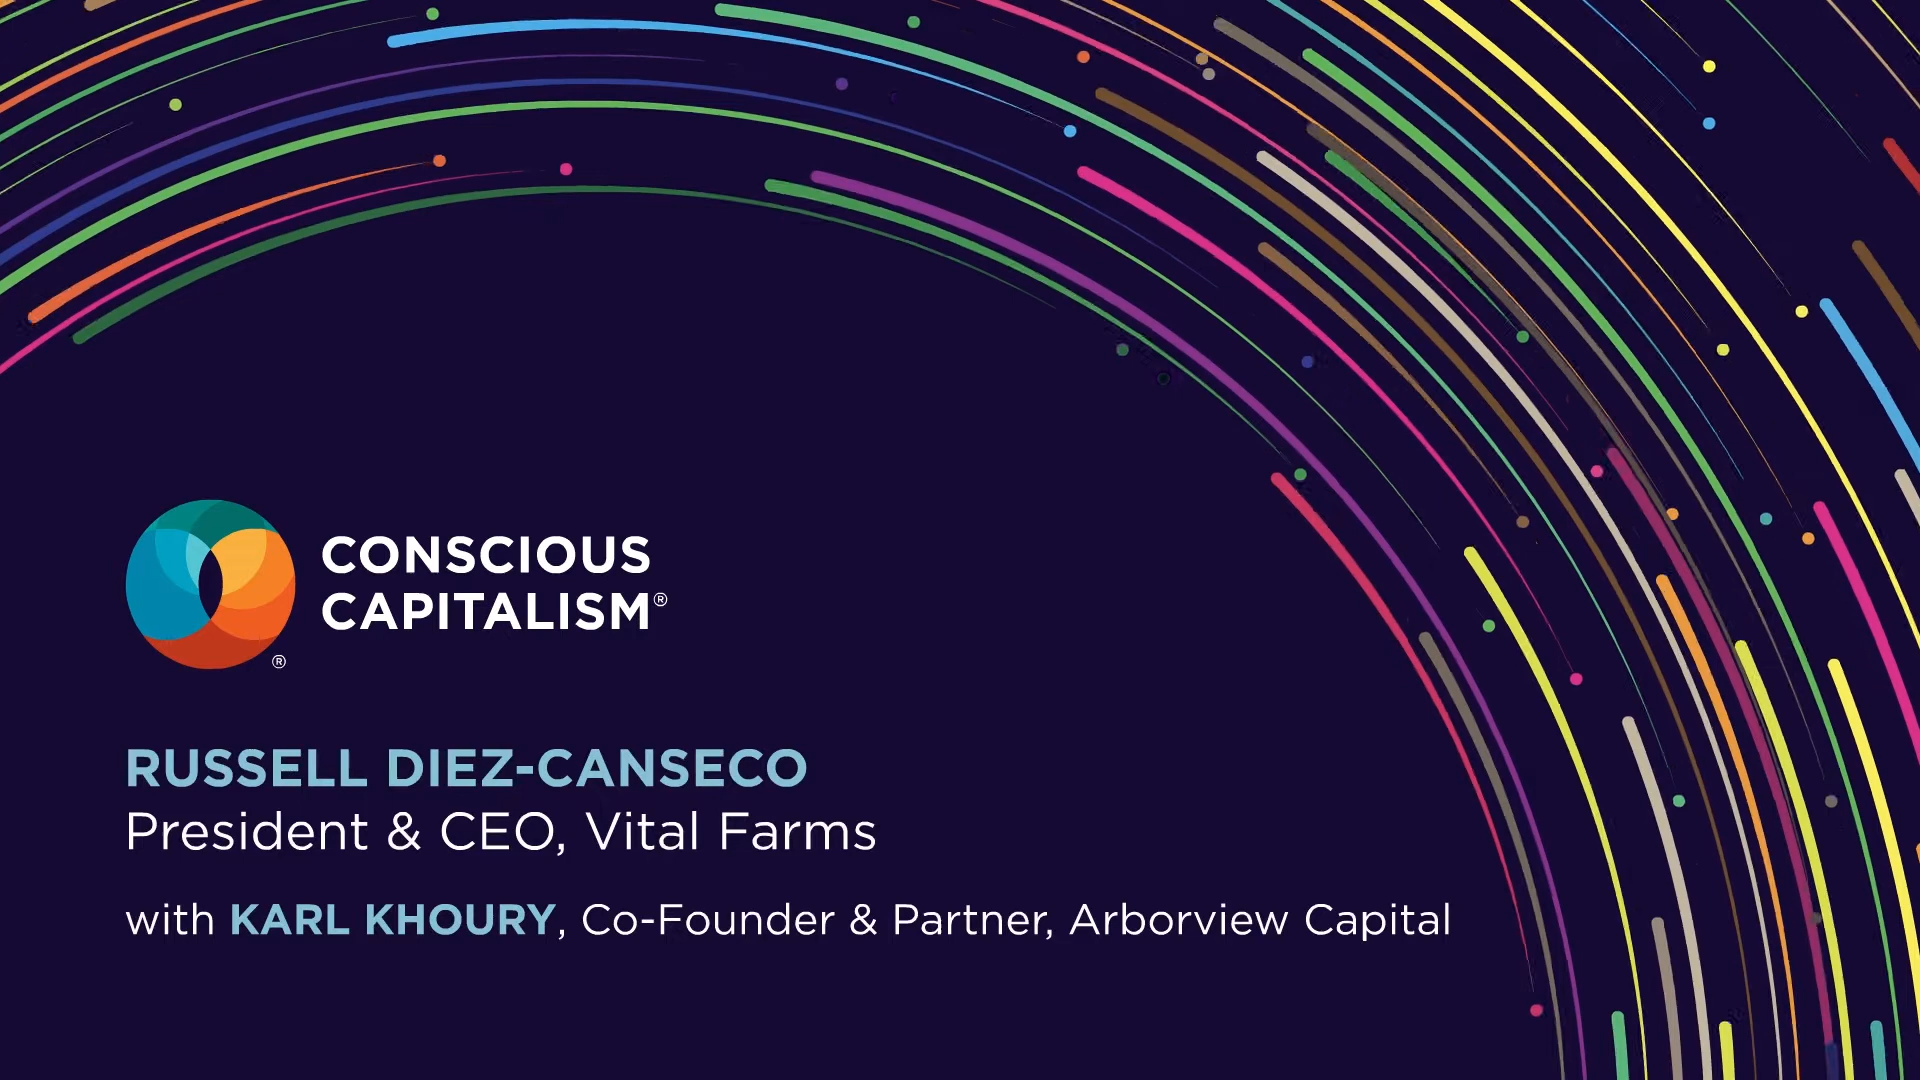 CONSCIOUS
CAPITALISM®
®
RUSSELL DIEZ-CANSECO
President & CEO, Vital Farms
with KARL KHOURY, Co-Founder & Partner, Arborview Capital